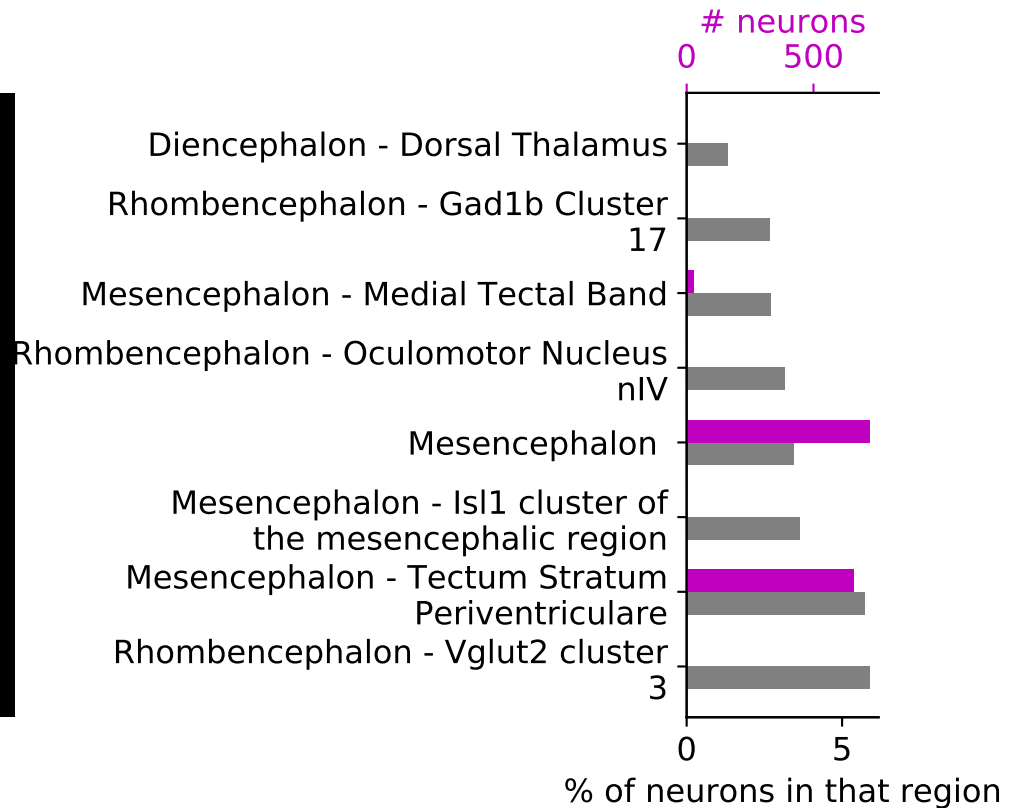 # neurons
0 500
Diencephalon - Dorsal Thalamus
Rhombencephalon - Gad1b Cluster
17
Mesencephalon - Medial Tectal Band
Rhombencephalon - Oculomotor Nucleus
nIV
Mesencephalon
Mesencephalon - Isl1 cluster of
the mesencephalic region
Mesencephalon - Tectum Stratum
Periventriculare
Rhombencephalon - Vglut2 cluster
3
0 5
% of neurons in that region